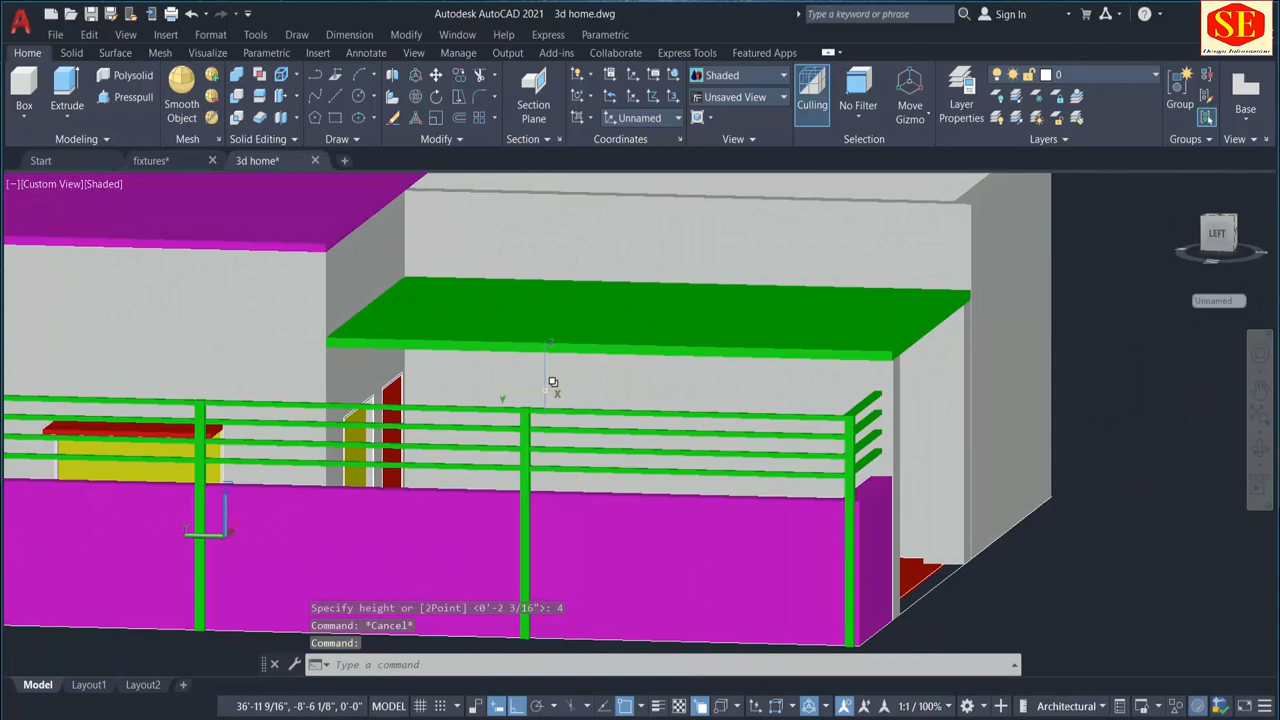 Autodesk AutoCAD 2021 3d home.dwg
Type a keyword or phrase
Sign In
SE
Design Information
File Edit View Insert Format Tools Draw Dimension Modify Window Help Express Parametric
Home Solid Surface Mesh Visualize Parametric Insert Annotate View Manage Output Add-ins Collaborate Express Tools Featured Apps
Box
Extrude
Polysolid
Presspull
Smooth Object
Section Plane
Unnamed
Shaded
Unsaved View
Culling
No Filter
Move Gizmo
Layer Properties
0
Group
Base
Modeling
Mesh
Solid Editing
Draw
Modify
Section
Coordinates
View
Selection
Layers
Groups
View
Start
fixtures*
3d home*
[−][Custom View][Shaded]
LEFT
Unnamed
Z
Y
X
Specify height or [2Point] <0'-2 3/16">: 4
Command: *Cancel*
Command:
Type a command
Model Layout1 Layout2
36'-11 9/16", -8'-6 1/8", 0'-0" MODEL 1:1 / 100% Architectural